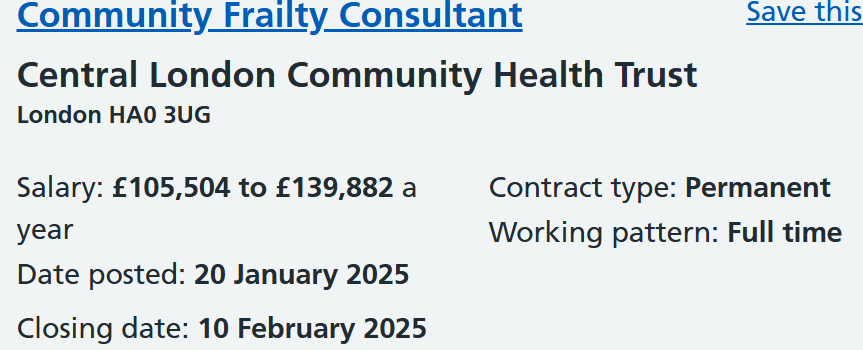 Community Frailty Consultant
Save this
Central London Community Health Trust
London HA0 3UG
Salary: £105,504 to £139,882 a
year
Contract type: Permanent
Working pattern: Full time
Date posted: 20 January 2025
Closing date: 10 February 2025